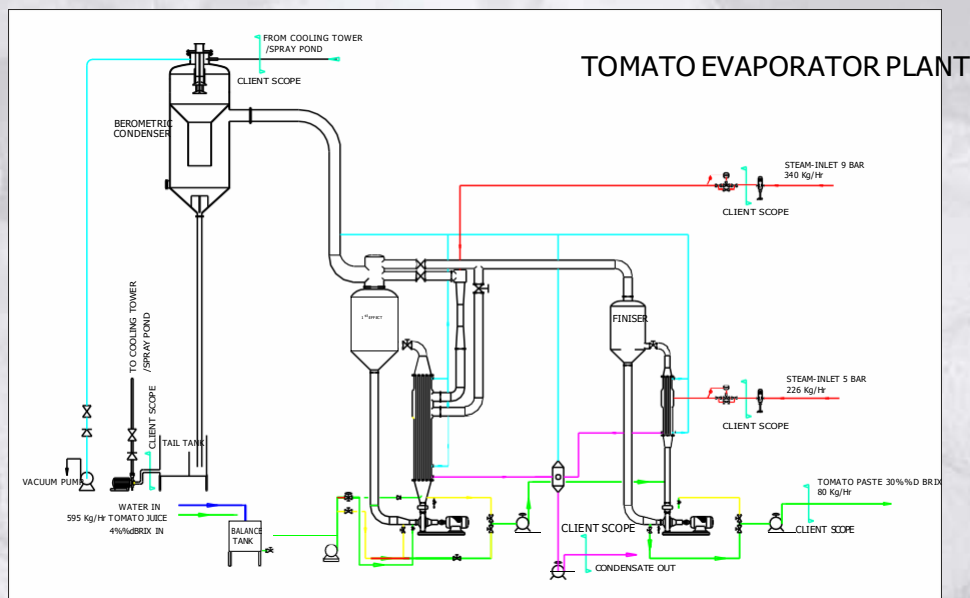 TOMATO EVAPORATOR PLANT
FROM COOLING TOWER
/SPRAY POND
CLIENT SCOPE
BEROMETRIC
CONDENSER
STEAM-INLET 9 BAR
340 Kg/Hr
CLIENT SCOPE
TO COOLING TOWER
/SPRAY POND
CLIENT SCOPE
1st EFFECT
FINISER
STEAM-INLET 5 BAR
226 Kg/Hr
CLIENT SCOPE
TAIL TANK
VACUUM PUMP
WATER IN
595 Kg/Hr TOMATO JUICE
4%%dBRIX IN
BALANCE
TANK
CLIENT SCOPE
CONDENSATE OUT
TOMATO PASTE 30%%D BRIX
80 Kg/Hr
CLIENT SCOPE